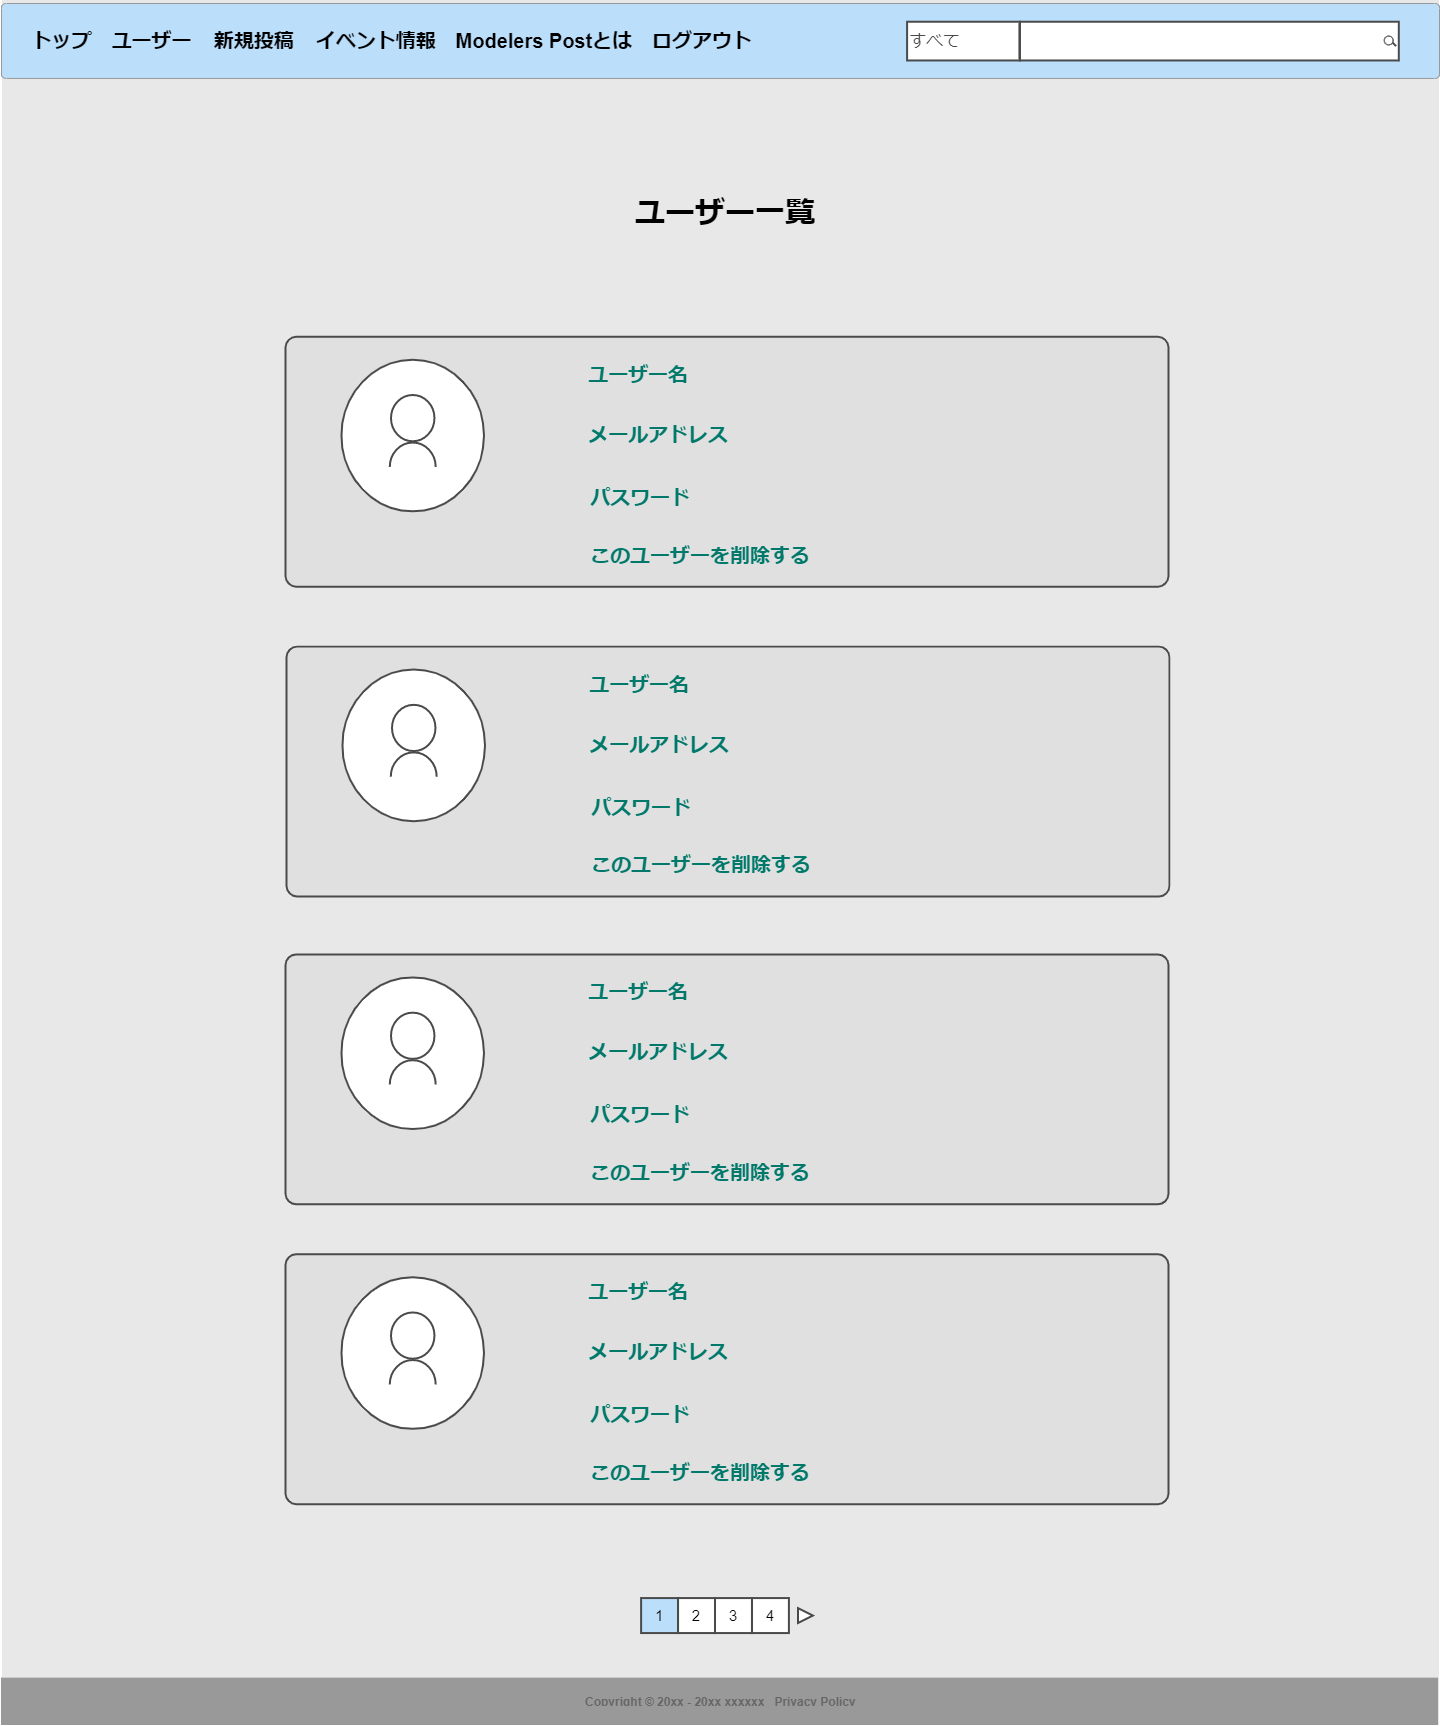 トップ ユーザー 新規投稿 イベント情報 Modelers Postとは ログアウト すべて
ユーザー一覧
ユーザー名
メールアドレス
パスワード
このユーザーを削除する
ユーザー名
メールアドレス
パスワード
このユーザーを削除する
ユーザー名
メールアドレス
パスワード
このユーザーを削除する
ユーザー名
メールアドレス
パスワード
このユーザーを削除する
1 2 3 4
Copyright © 20xx - 20xx xxxxxx Privacy Policy